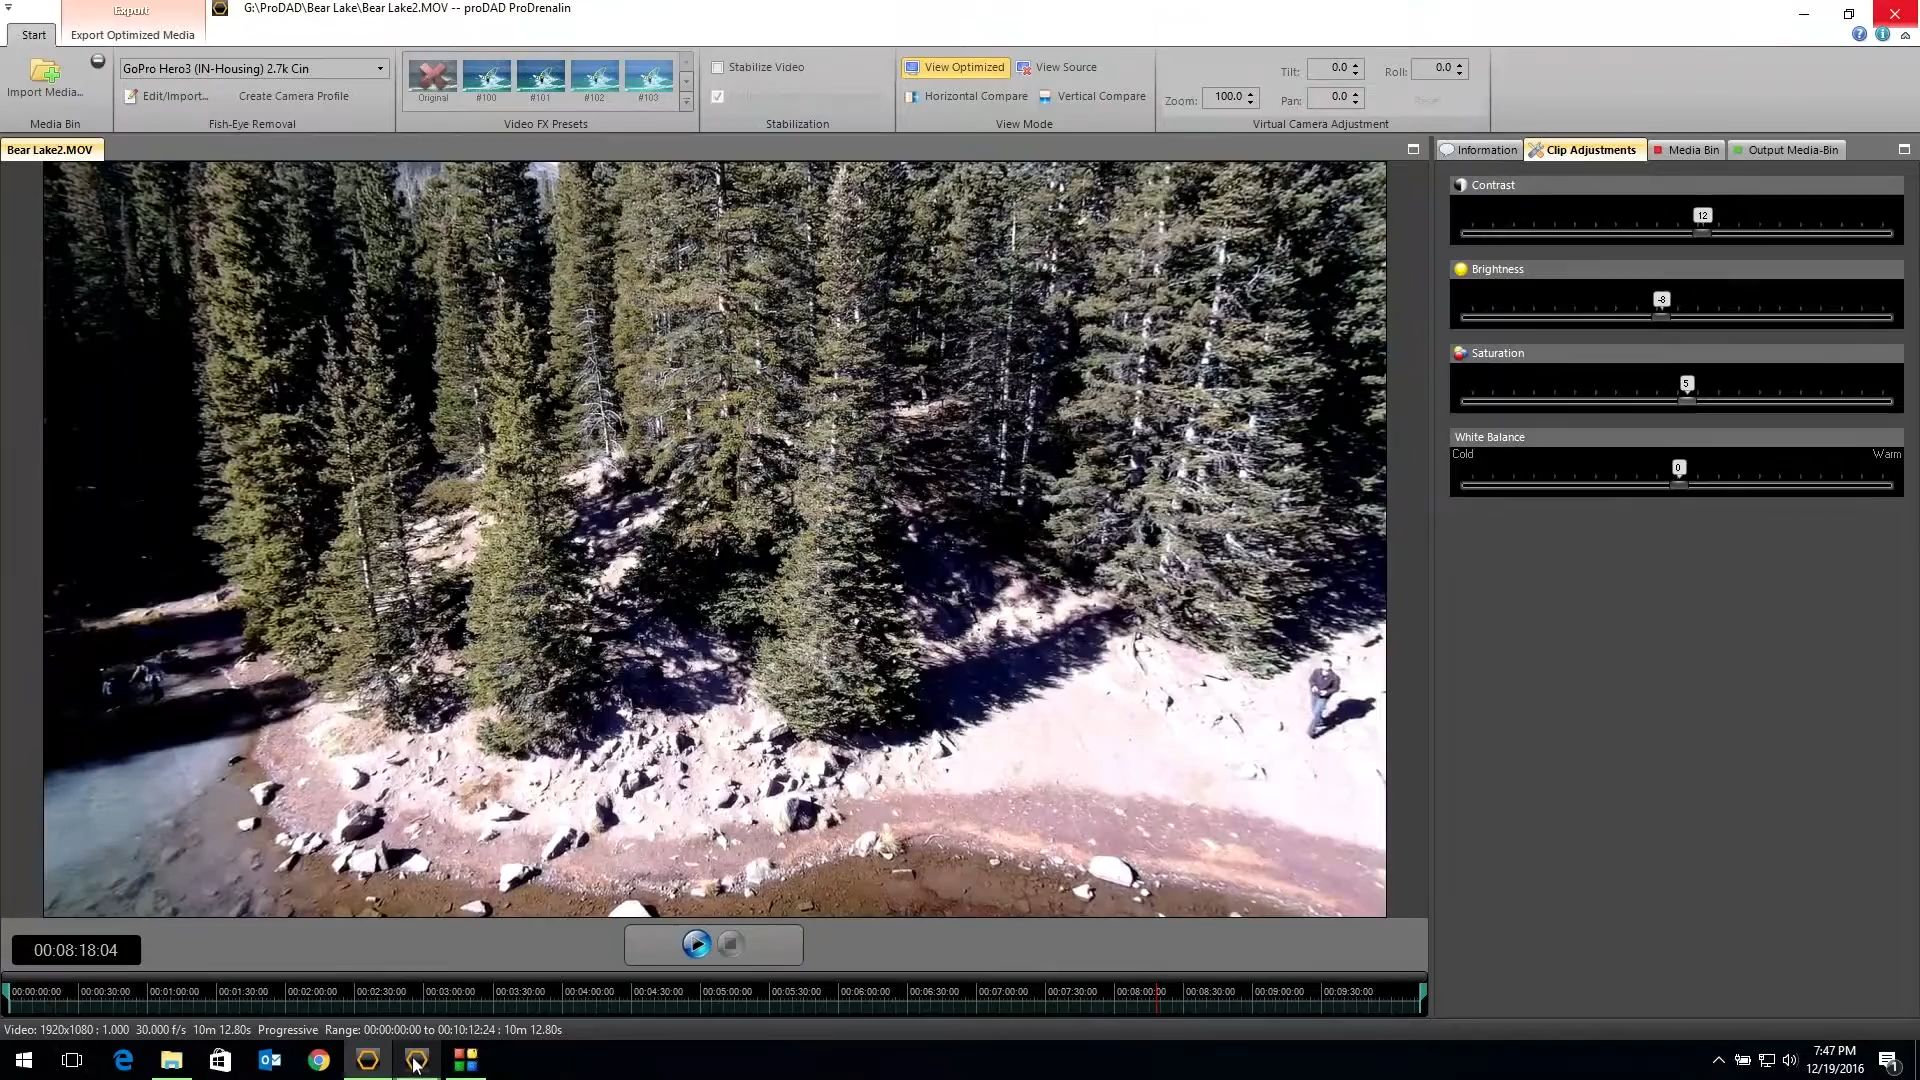 Export
G:\ProDAD\Bear Lake\Bear Lake2.MOV -- proDAD ProDrenalin
Start
Export Optimized Media
Import Media...
Media Bin
GoPro Hero3 (IN-Housing) 2.7k Cin
Edit/Import...
Create Camera Profile
Fish-Eye Removal
Original
#100
#101
#102
#103
Video FX Presets
Stabilize Video
Stabilization
View Optimized
View Source
Horizontal Compare
Vertical Compare
View Mode
Tilt: 0.0
Roll: 0.0
Zoom: 100.0
Pan: 0.0
Reset
Virtual Camera Adjustment
Bear Lake2.MOV
Information
Clip Adjustments
Media Bin
Output Media-Bin
Contrast
12
Brightness
-8
Saturation
5
White Balance
Cold
Warm
0
00:08:18:04
00:00:00:00 00:00:30:00 00:01:00:00 00:01:30:00 00:02:00:00 00:02:30:00 00:03:00:00 00:03:30:00 00:04:00:00 00:04:30:00 00:05:00:00 00:05:30:00 00:06:00:00 00:06:30:00 00:07:00:00 00:07:30:00 00:08:00:00 00:08:30:00 00:09:00:00 00:09:30:00
Video: 1920x1080 : 1.000 30.000 f/s 10m 12.80s Progressive Range: 00:00:00:00 to 00:10:12:24 : 10m 12.80s
7:47 PM
12/19/2016
1